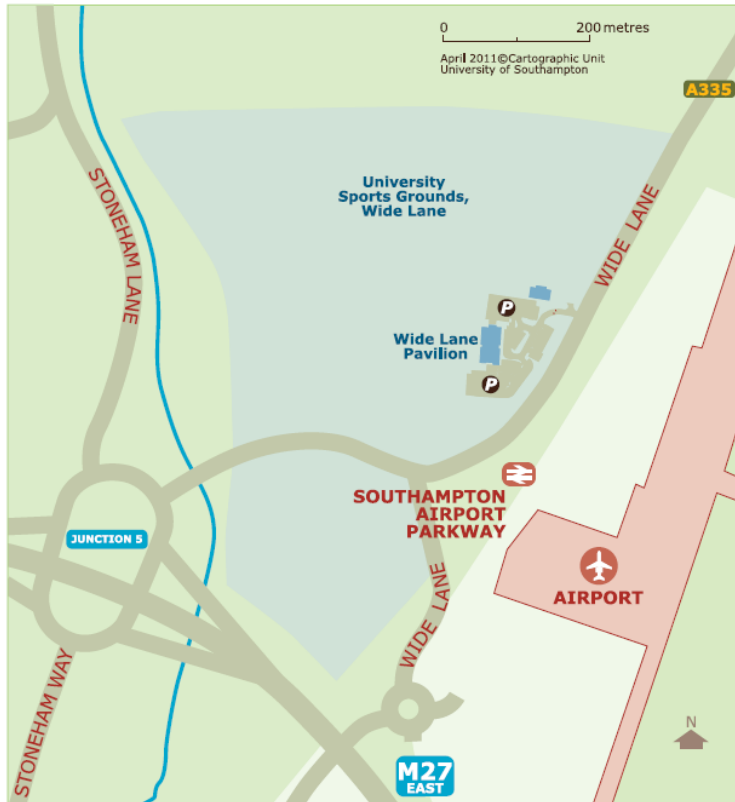 0 200 metres
April 2011©Cartographic Unit
University of Southampton
A335
University
Sports Grounds,
Wide Lane
STONEHAM LANE
WIDE LANE
P
Wide Lane
Pavilion
P
SOUTHAMPTON
AIRPORT
PARKWAY
JUNCTION 5
AIRPORT
WIDE LANE
STONEHAM WAY
N
M27
EAST